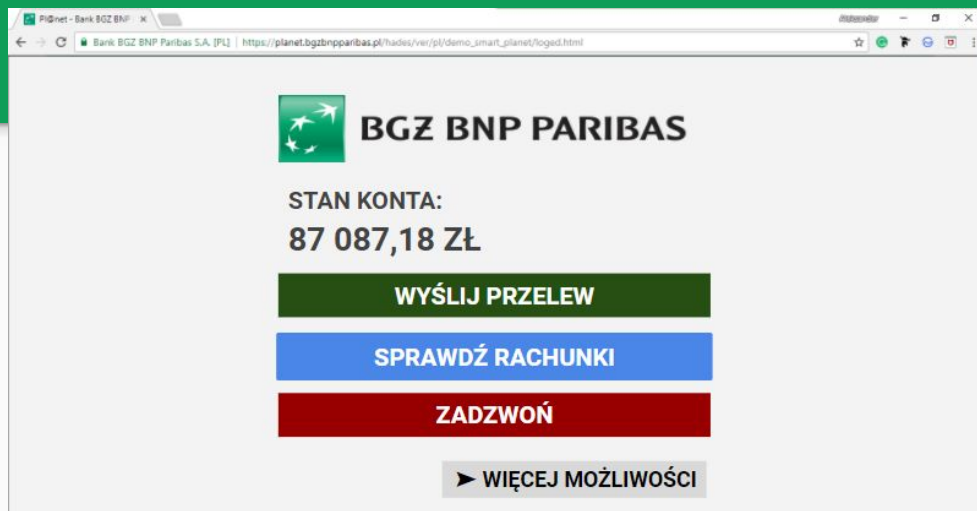 Pl@net - Bank BGZ BNP
Bank BGZ BNP Paribas S.A. [PL] | https://planet.bgzbnpparibas.pl/hades/ver/pl/demo_smart_planet/loged.html
BGŻ BNP PARIBAS
STAN KONTA:
87 087,18 ZŁ
WYŚLIJ PRZELEW
SPRAWDŹ RACHUNKI
ZADZWOŃ
➤ WIĘCEJ MOŻLIWOŚCI